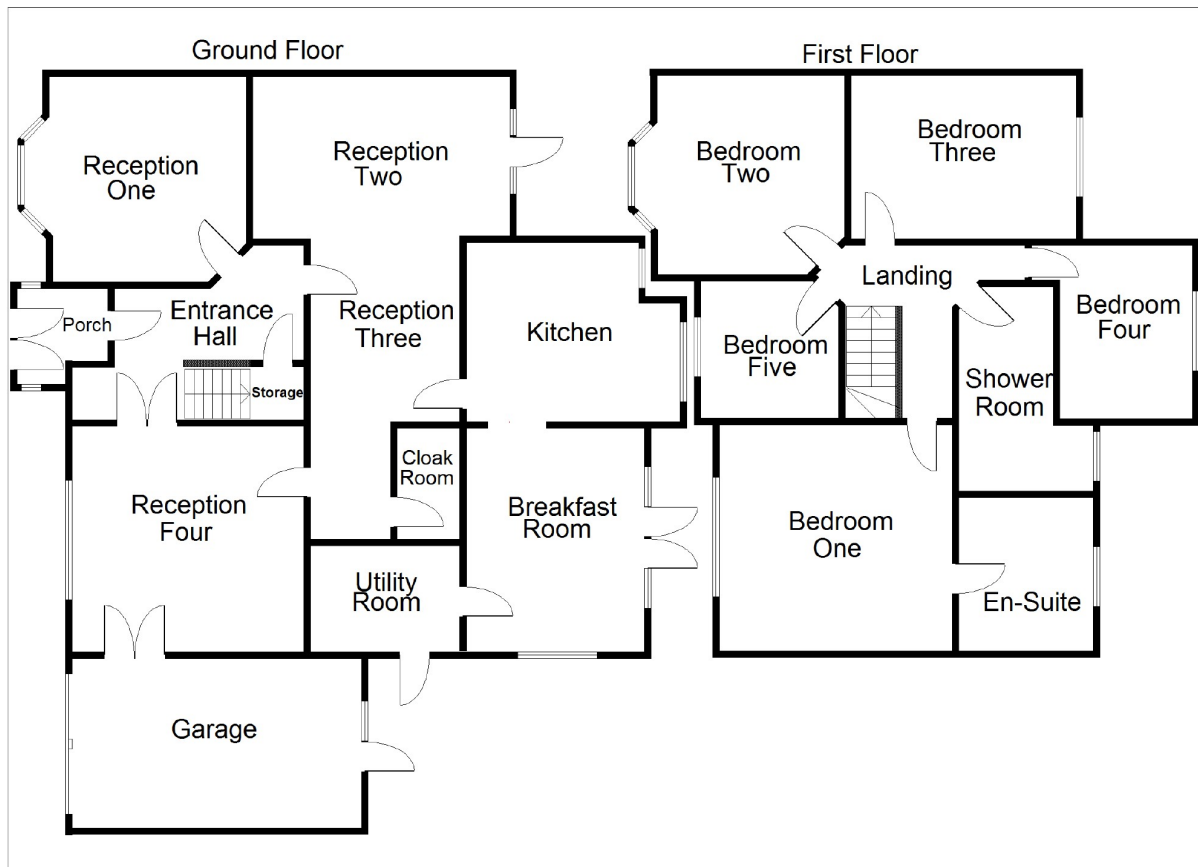 Ground Floor
First Floor
Reception
One
Reception
Two
Bedroom
Two
Bedroom
Three
Porch
Entrance
Hall
Reception
Three
Kitchen
Landing
Bedroom
Four
Bedroom
Five
Storage
Shower
Room
Cloak
Room
Reception
Four
Breakfast
Room
Bedroom
One
Utility
Room
En-Suite
Garage